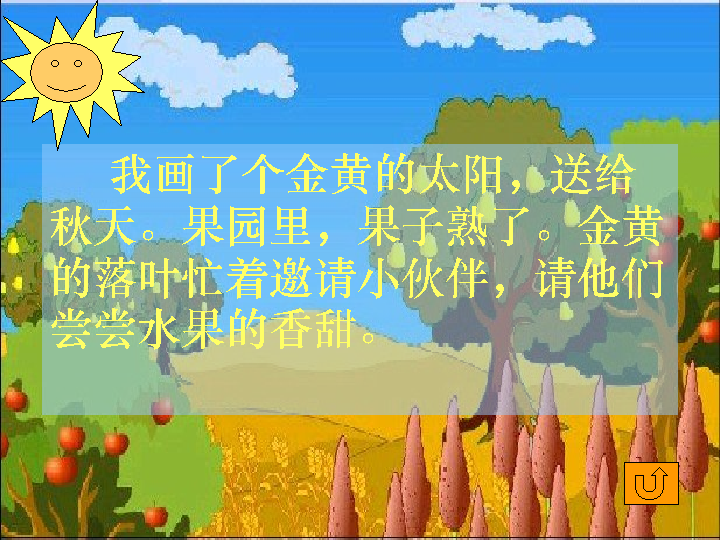 我画了个金黄的太阳，送给
秋天。果园里，果子熟了。金黄
的落叶忙着邀请小伙伴，请他们
尝尝水果的香甜。